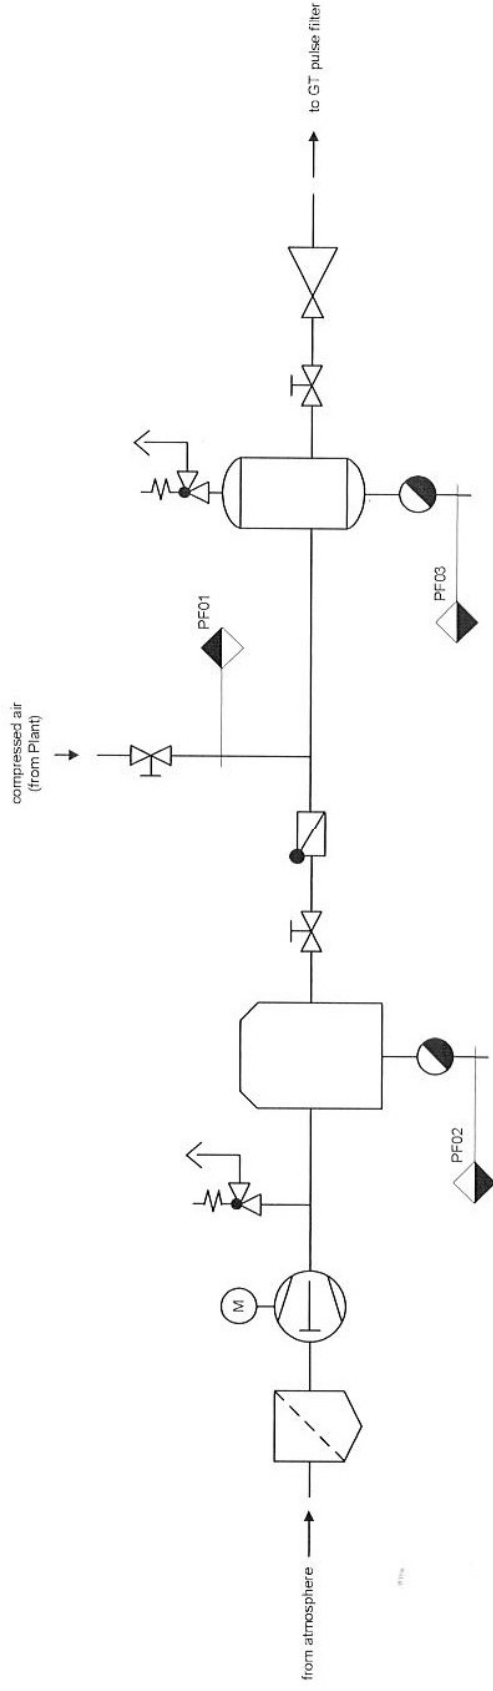 from atmosphere
M
PF02
compressed air
(from Plant)
PF01
PF03
to GT pulse filter